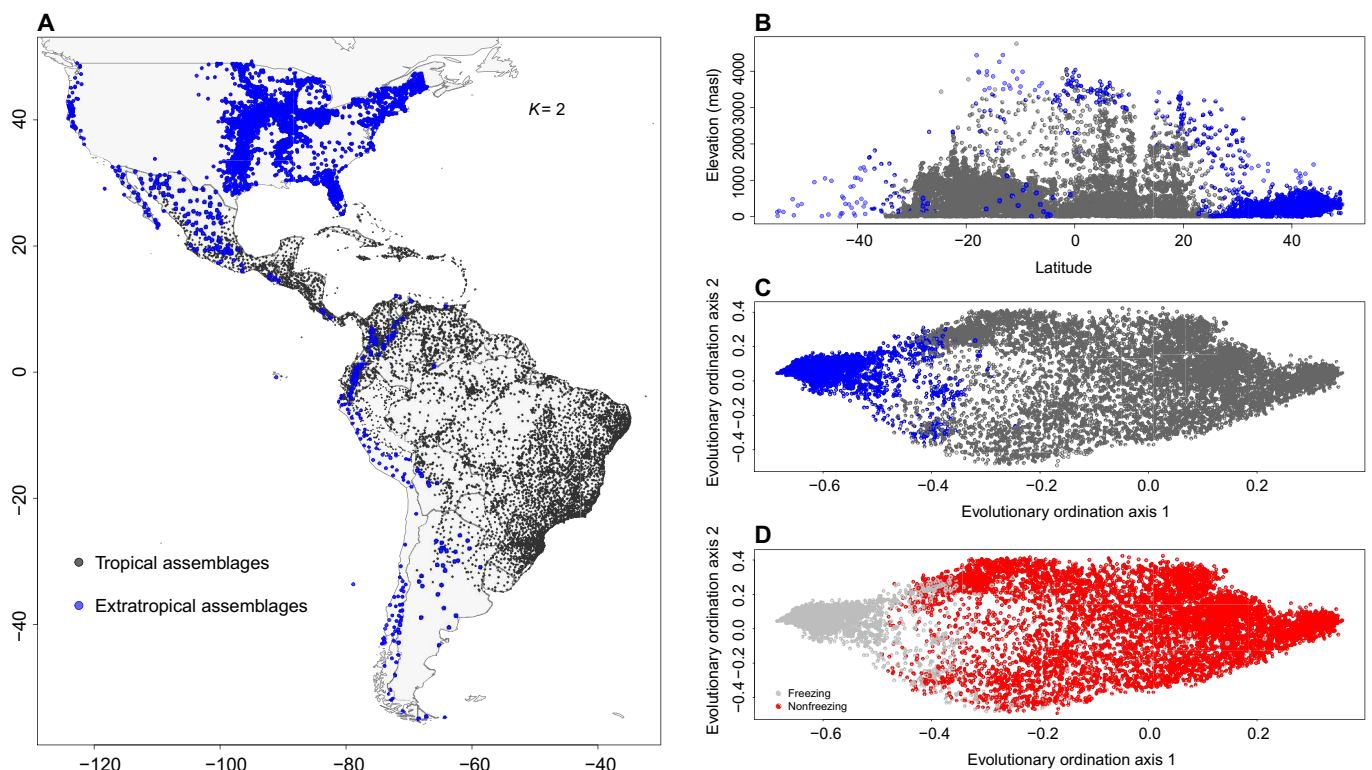 A
K= 2
40
20
0
−20
−40
−120
−100
−80
−60
−40
Tropical assemblages
Extratropical assemblages
B
Elevation (masl)
0
1000
2000
3000
4000
−40
−20
0
20
40
Latitude
C
Evolutionary ordination axis 2
−0.4
−0.2
0.0
0.2
0.4
−0.6
−0.4
−0.2
0.0
0.2
Evolutionary ordination axis 1
D
Evolutionary ordination axis 2
−0.4
−0.2
0.0
0.2
0.4
Freezing
Nonfreezing
−0.6
−0.4
−0.2
0.0
0.2
Evolutionary ordination axis 1